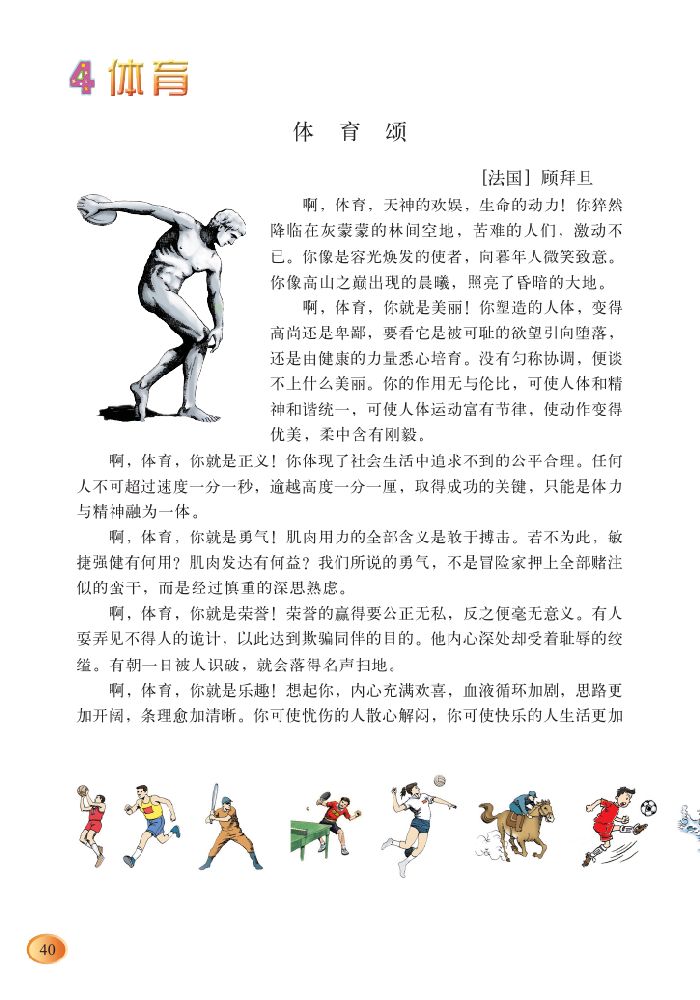 4 体育
体 育 颂
［法国］顾拜旦
啊，体育，天神的欢娱，生命的动力！你猝然
降临在灰蒙蒙的林间空地，苦难的人们，激动不
已。你像是容光焕发的使者，向暮年人微笑致意。
你像高山之巅出现的晨曦，照亮了昏暗的大地。
啊，体育，你就是美丽！你塑造的人体，变得
高尚还是卑鄙，要看它是被可耻的欲望引向堕落，
还是由健康的力量悉心培育。没有匀称协调，便谈
不上什么美丽。你的作用无与伦比，可使人体和精
神和谐统一，可使人体运动富有节律，使动作变得
优美，柔中含有刚毅。
啊，体育，你就是正义！你体现了社会生活中追求不到的公平合理。任何
人不可超过速度一分一秒，逾越高度一分一厘，取得成功的关键，只能是体力
与精神融为一体。
啊，体育，你就是勇气！肌肉用力的全部含义是敢于搏击。若不为此，敏
捷强健有何用？肌肉发达有何益？我们所说的勇气，不是冒险家押上全部赌注
似的蛮干，而是经过慎重的深思熟虑。
啊，体育，你就是荣誉！荣誉的赢得要公正无私，反之便毫无意义。有人
耍弄见不得人的诡计，以此达到欺骗同伴的目的。他内心深处却受着耻辱的绞
缢。有朝一日被人识破，就会落得名声扫地。
啊，体育，你就是乐趣！想起你，内心充满欢喜，血液循环加剧，思路更
加开阔，条理愈加清晰。你可使忧伤的人散心解闷，你可使快乐的人生活更加
40